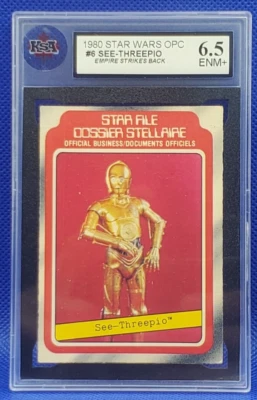 KSA
1980 STAR WARS OPC
#6 SEE-THREEPIO
EMPIRE STRIKES BACK
6.5
ENM+
STAR FILE
DOSSIER STELLAIRE
OFFICIAL BUSINESS/DOCUMENTS OFFICIELS
See-Threepio™